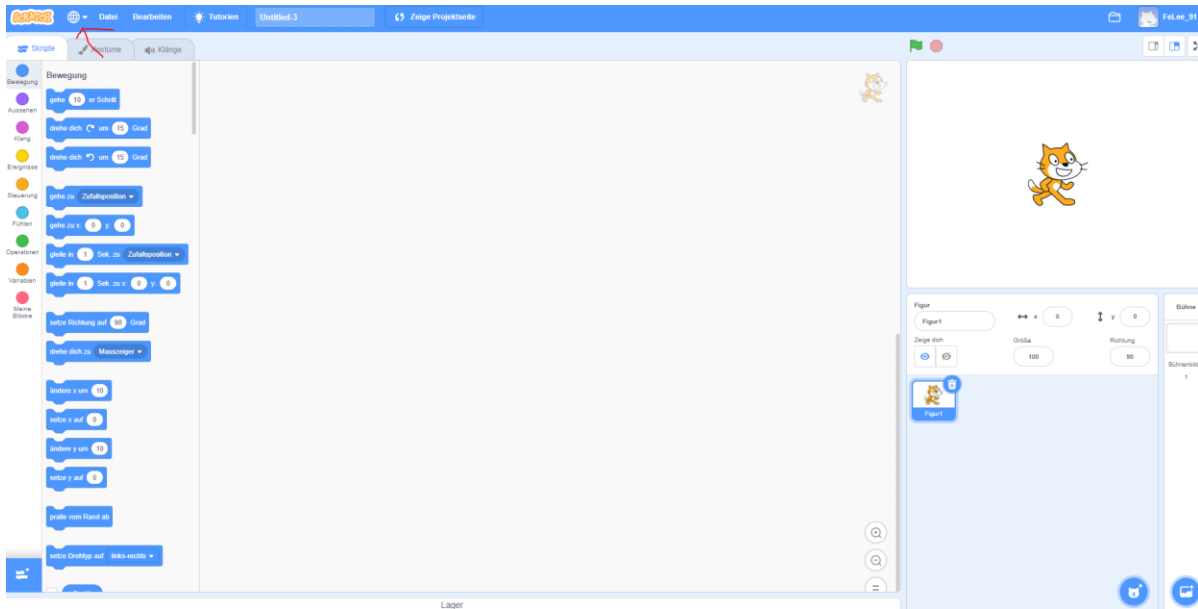 SCRATCH Datei Bearbeiten Tutorien Untitled-3 Zeige Projektseite FeLee_91
Skripte Kostüme Klänge
Bewegung
Aussehen
Klang
Ereignisse
Steuerung
Fühlen
Operatoren
Variablen
Meine
Blöcke
Bewegung
gehe 10 er Schritt
drehe dich um 15 Grad
drehe dich um 15 Grad
gehe zu Zufallsposition
gehe zu x: 0 y: 0
gleite in 1 Sek. zu Zufallsposition
gleite in 1 Sek. zu x: 0 y: 0
setze Richtung auf 90 Grad
drehe dich zu Mauszeiger
ändere x um 10
setze x auf 0
ändere y um 10
setze y auf 0
pralle vom Rand ab
setze Drehtyp auf links-rechts
Figur
Figur1 x 0 y 0
Zeige dich Größe Richtung
100 90
Figur1
Bühne
Bühnenbild
1
Lager